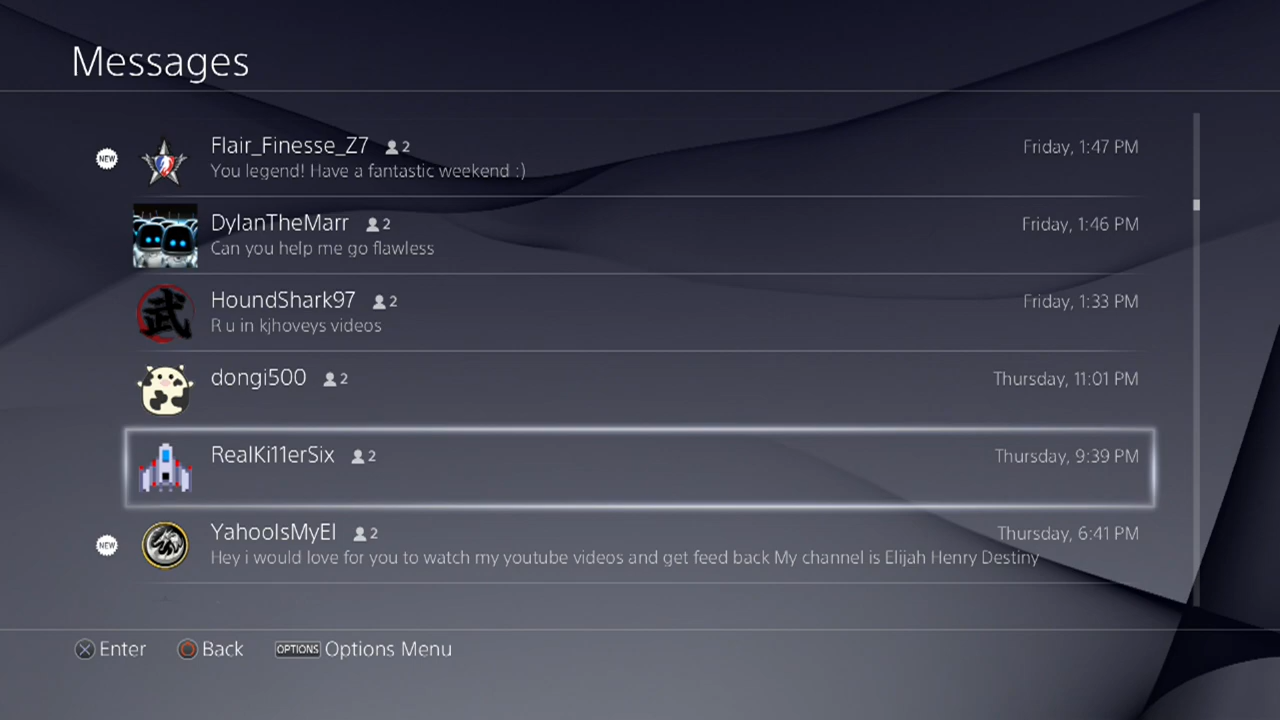 Messages
NEW
Flair_Finesse_Z7 2
Friday, 1:47 PM
You legend! Have a fantastic weekend :)
DylanTheMarr 2
Friday, 1:46 PM
Can you help me go flawless
HoundShark97 2
Friday, 1:33 PM
R u in kjhoveys videos
武
dongi500 2
Thursday, 11:01 PM
RealKi11erSix 2
Thursday, 9:39 PM
NEW
YahooIsMyEl 2
Thursday, 6:41 PM
Hey i would love for you to watch my youtube videos and get feed back My channel is Elijah Henry Destiny
Enter Back OPTIONS Options Menu